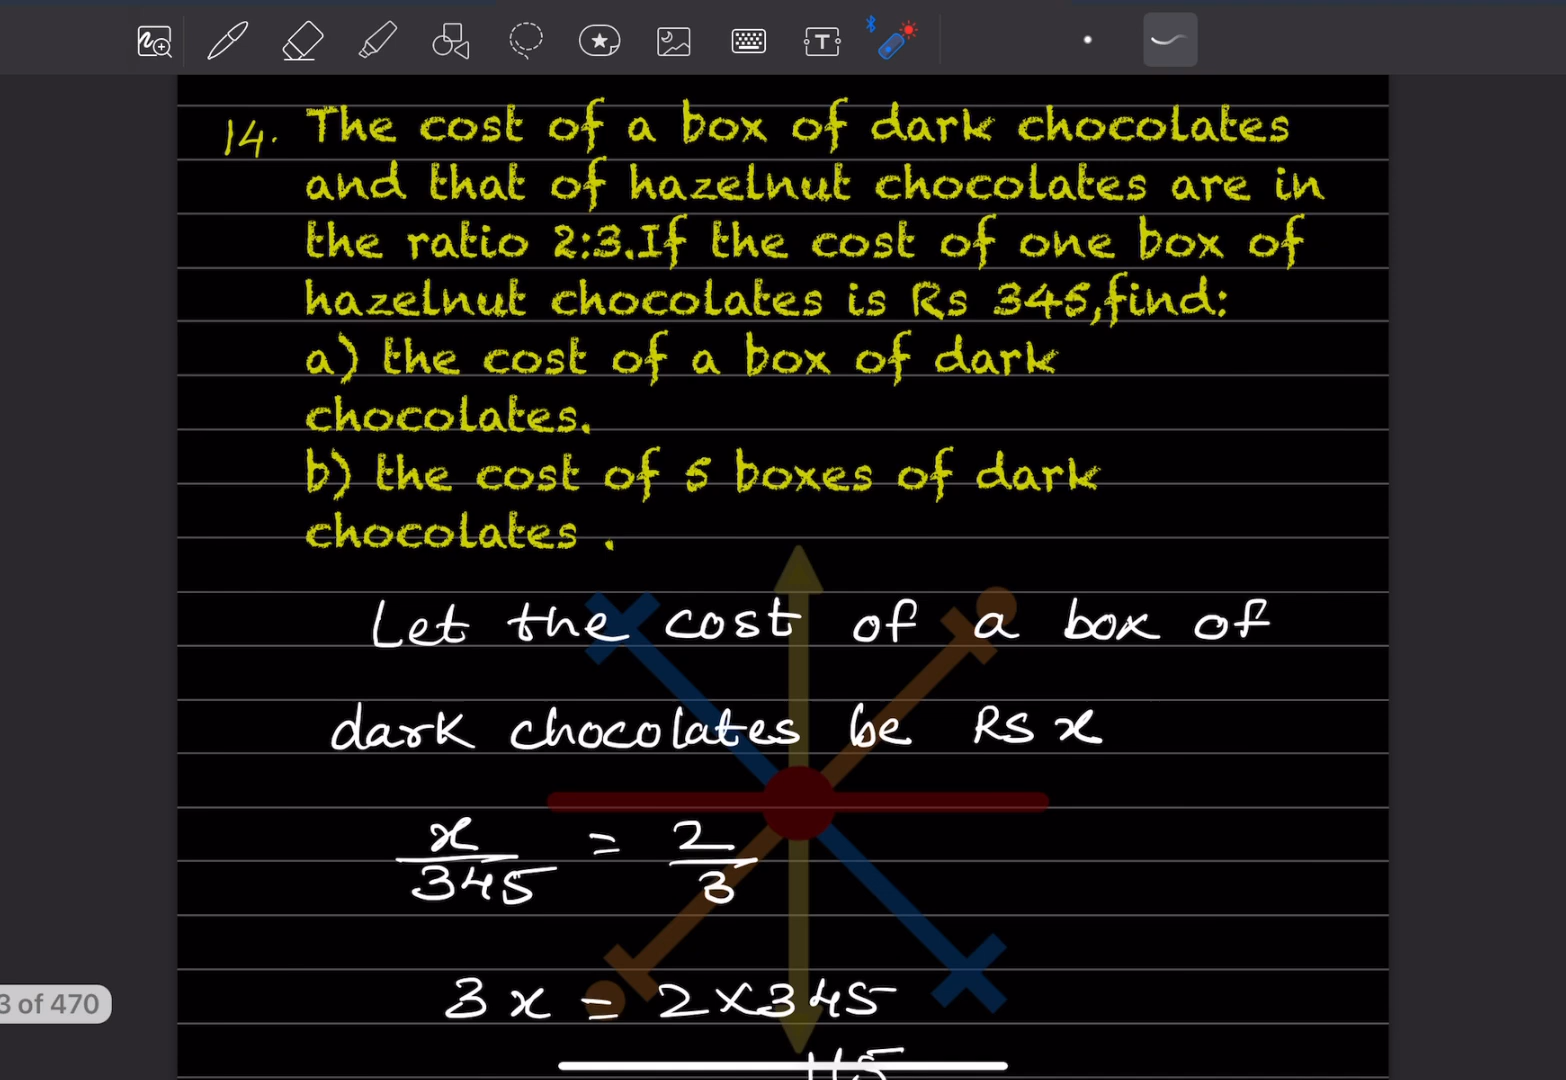 14. The cost of a box of dark chocolates
and that of hazelnut chocolates are in
the ratio 2:3.If the cost of one box of
hazelnut chocolates is Rs 345,find:
a) the cost of a box of dark
chocolates.
b) the cost of 5 boxes of dark
chocolates .
Let the cost of a box of
dark chocolates be Rs x
x/345 = 2/3
3 of 470
3x = 2×345
115